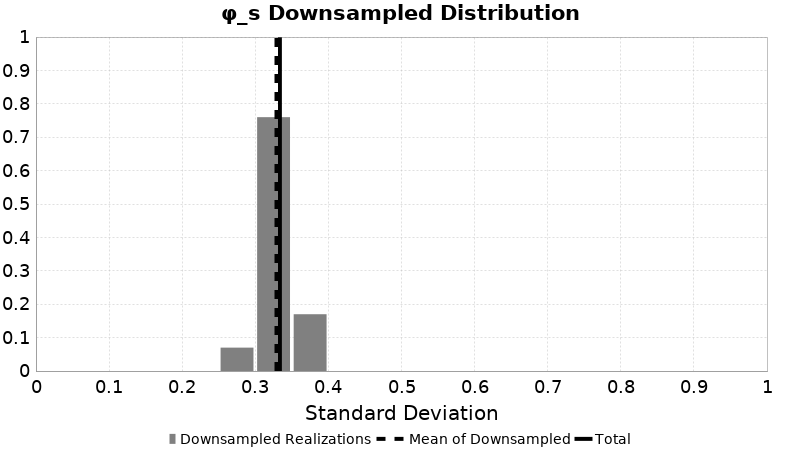 φ_s Downsampled Distribution
1
0.9
0.8
0.7
0.6
0.5
0.4
0.3
0.2
0.1
0
0 0.1 0.2 0.3 0.4 0.5 0.6 0.7 0.8 0.9 1
Standard Deviation
Downsampled Realizations Mean of Downsampled Total